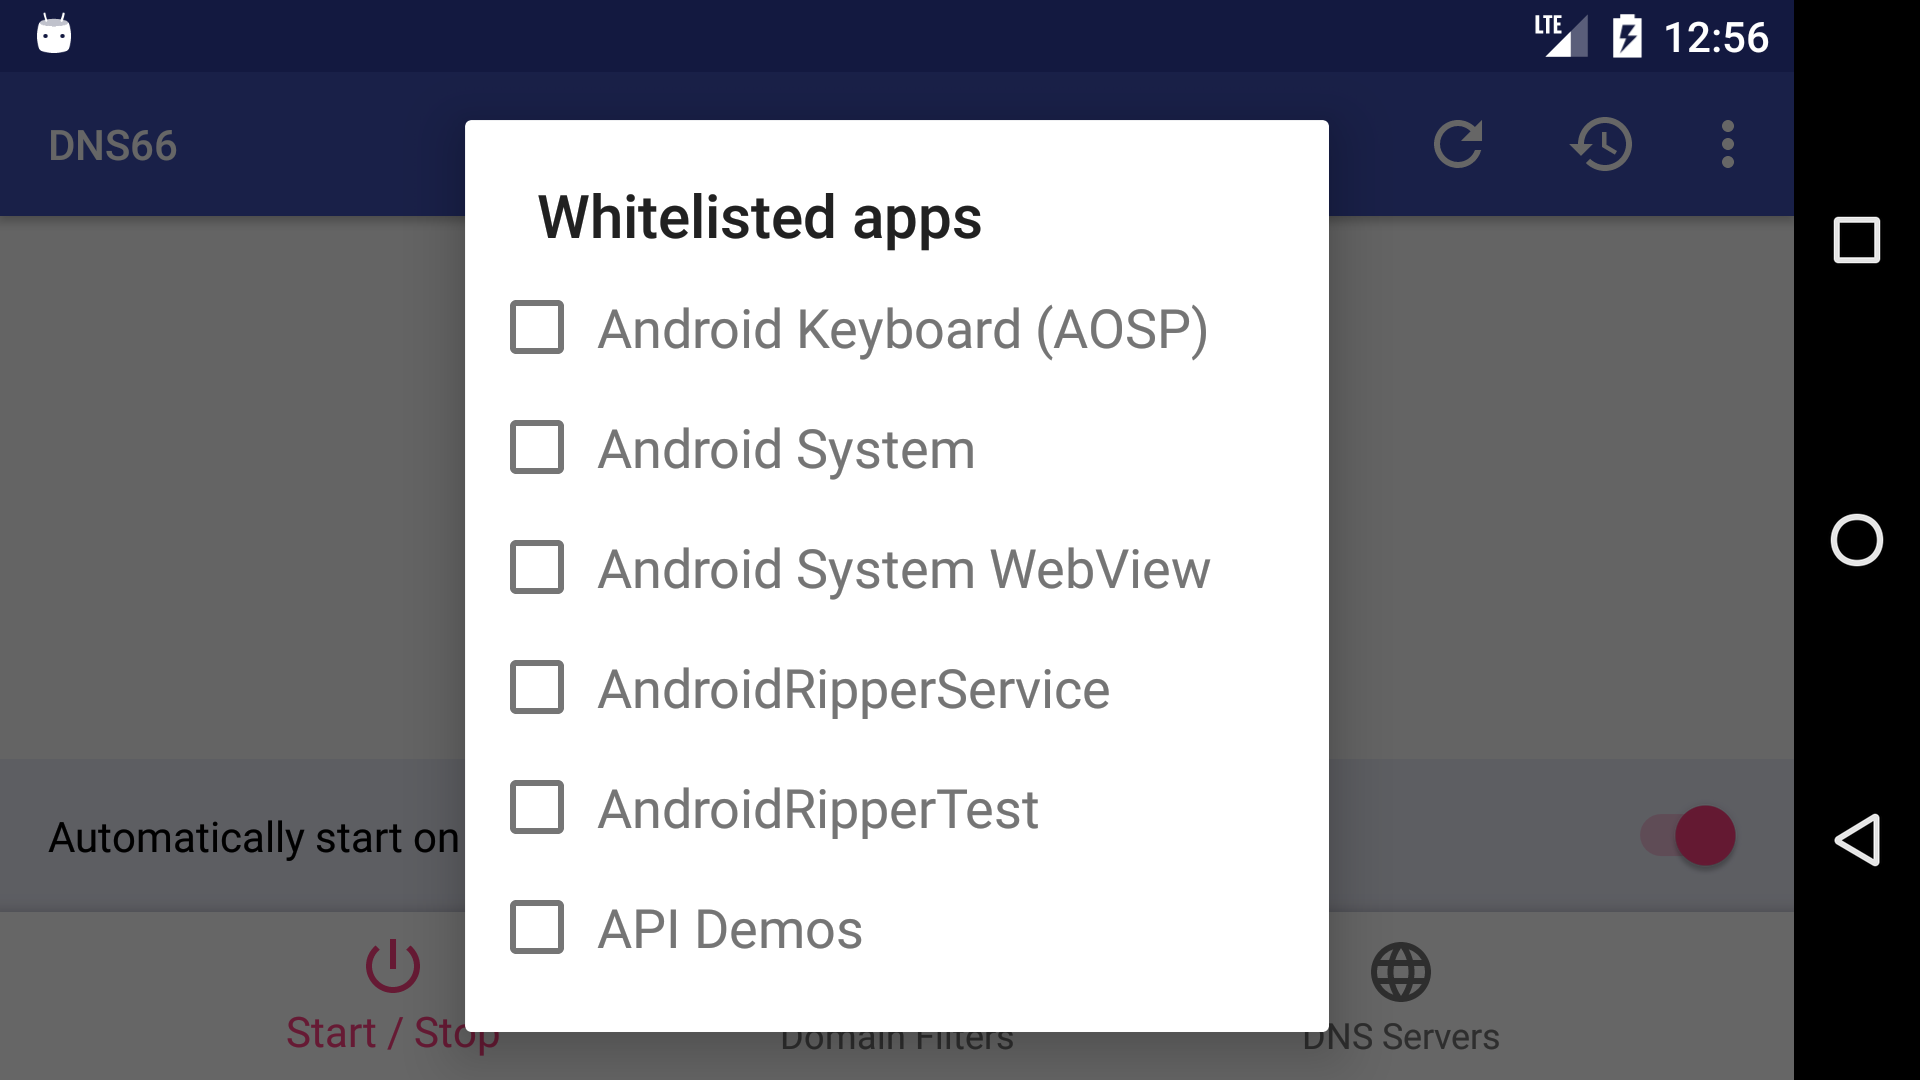 LTE 12:56
DNS66
Whitelisted apps
Android Keyboard (AOSP)
Android System
Android System WebView
AndroidRipperService
AndroidRipperTest
API Demos
Automatically start on
Start / Stop
Domain Filters
DNS Servers